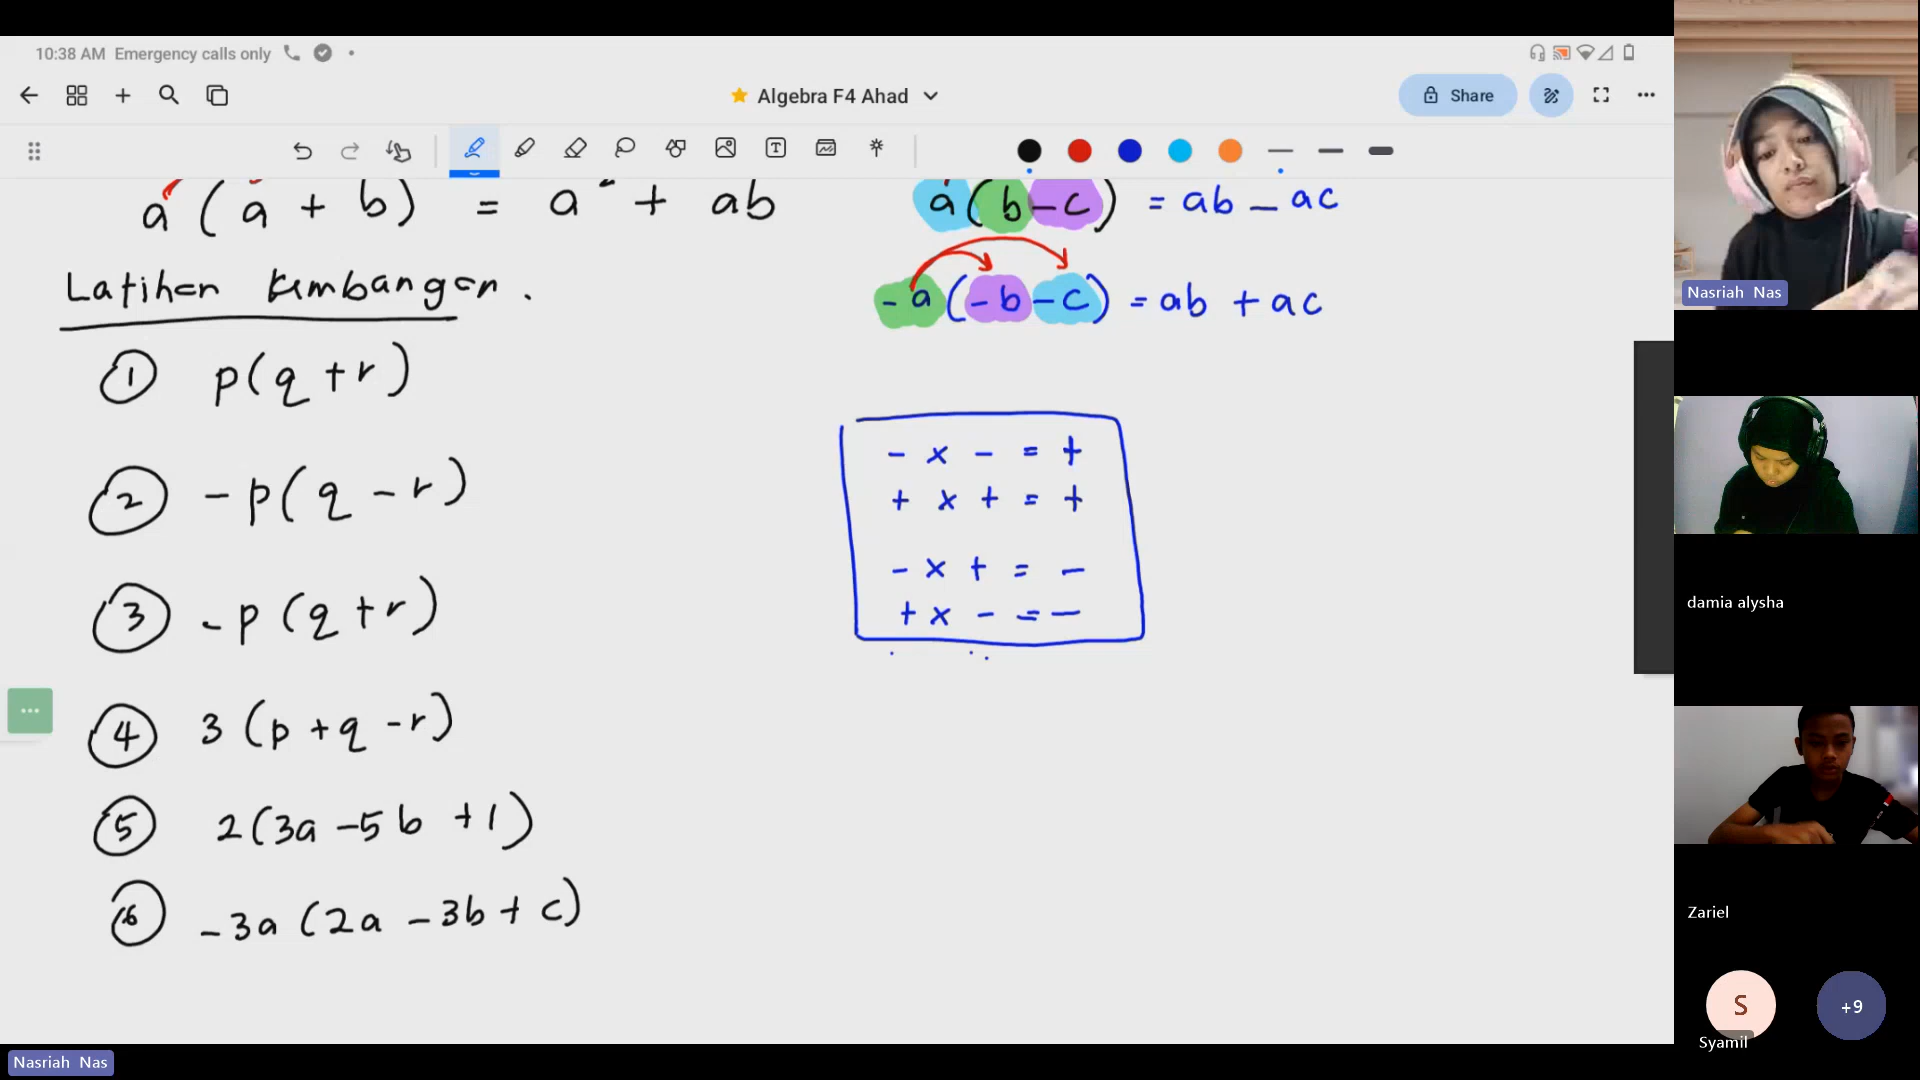 10:38 AM Emergency calls only
Algebra F4 Ahad
Share
a(a + b) = a² + ab
a(b-c) = ab - ac
-a(-b-c) = ab + ac
Latihan kembangan.
① p(q+r)
② -p(q-r)
③ -p(q+r)
④ 3(p+q-r)
⑤ 2(3a-5b+1)
⑥ -3a(2a-3b+c)
- x - = +
+ x + = +
- x + = -
+ x - = -
Nasriah Nas
damia alysha
Zariel
S
+9
Syamil
Nasriah Nas